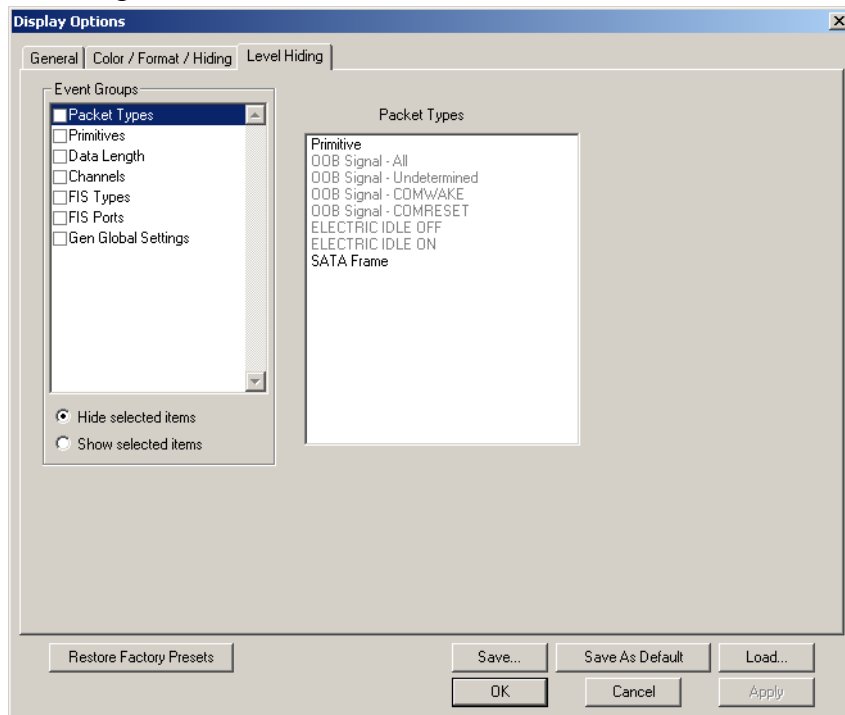 Display Options
General
Color / Format / Hiding
Level Hiding
Event Groups
Packet Types
Primitives
Data Length
Channels
FIS Types
FIS Ports
Gen Global Settings
Hide selected items
Show selected items
Packet Types
Primitive
OOB Signal - All
OOB Signal - Undetermined
OOB Signal - COMWAKE
OOB Signal - COMRESET
ELECTRIC IDLE OFF
ELECTRIC IDLE ON
SATA Frame
Restore Factory Presets
Save...
Save As Default
Load...
OK
Cancel
Apply